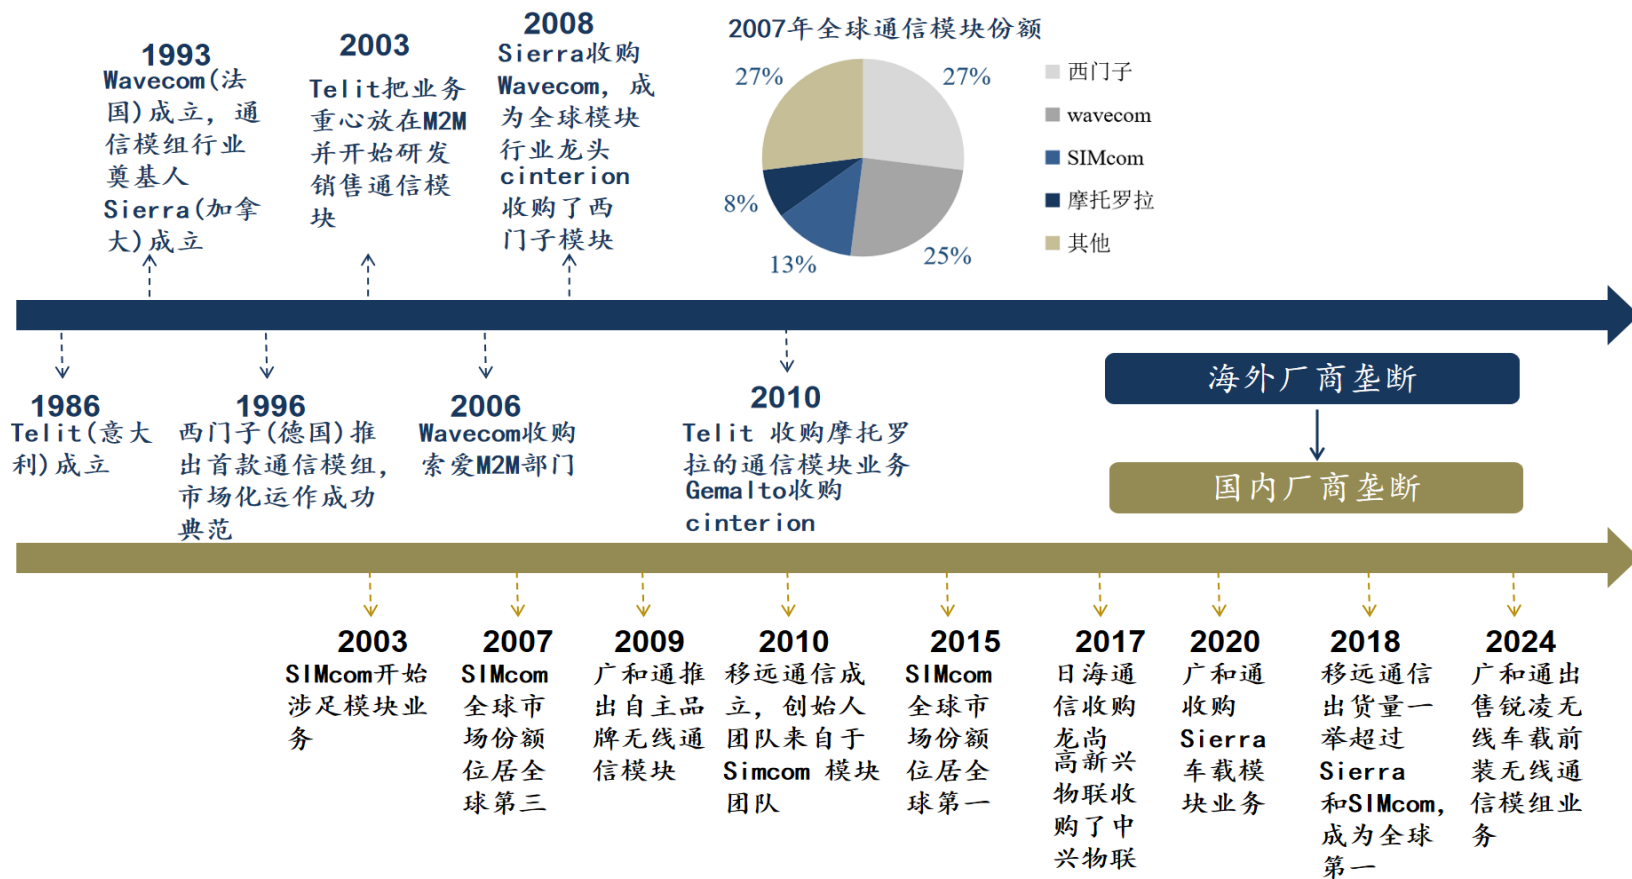 1993
Wavecom(法
国)成立，通
信模组行业
奠基人
Sierra(加拿
大)成立
2003
Telit把业务
重心放在M2M
并开始研发
销售通信模
块
2008
Sierra收购
Wavecom，成
为全球模块
行业龙头
cinterion
收购了西
门子模块
2007年全球通信模块份额
27%
27%
8%
13%
25%
西门子
wavecom
SIMcom
摩托罗拉
其他
1986
Telit(意大
利)成立
1996
西门子(德国)推
出首款通信模组，
市场化运作成功
典范
2006
Wavecom收购
索爱M2M部门
2010
Telit 收购摩托罗
拉的通信模块业务
Gemalto收购
cinterion
海外厂商垄断
国内厂商垄断
2003
SIMcom开始
涉足模块业
务
2007
SIMcom
全球市
场份额
位居全
球第三
2009
广和通推
出自主品
牌无线通
信模块
2010
移远通信成
立，创始人
团队来自于
Simcom 模块
团队
2015
SIMcom
全球市
场份额
位居全
球第一
2017
日海通
信收购
龙尚
高新兴
物联收
购了中
兴物联
2020
广和通
收购
Sierra
车载模
块业务
2018
移远通信
出货量一
举超过
Sierra
和SIMcom，
成为全球
第一
2024
广和通出
售锐凌无
线车载前
装无线通
信模组业
务